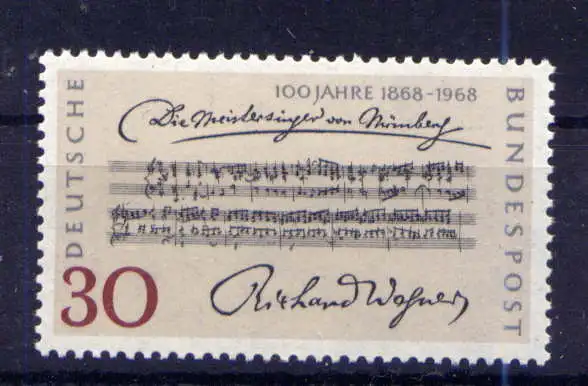 100 JAHRE 1868-1968
Die Meistersinger von Nürnberg
DEUTSCHE
BUNDESPOST
30
Richard Wagner